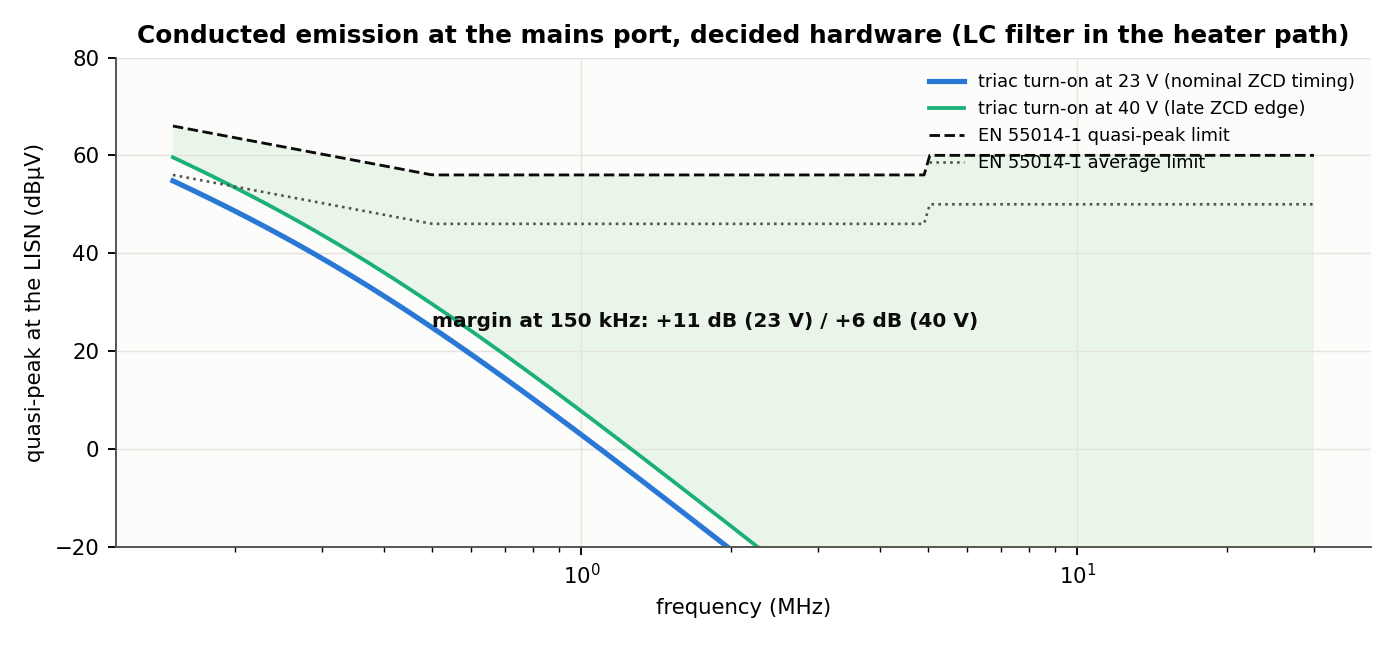 Conducted emission at the mains port, decided hardware (LC filter in the heater path)
triac turn-on at 23 V (nominal ZCD timing)
triac turn-on at 40 V (late ZCD edge)
EN 55014-1 quasi-peak limit
EN 55014-1 average limit
quasi-peak at the LISN (dBµV)
80
60
40
20
0
−20
margin at 150 kHz: +11 dB (23 V) / +6 dB (40 V)
10⁰
10¹
frequency (MHz)